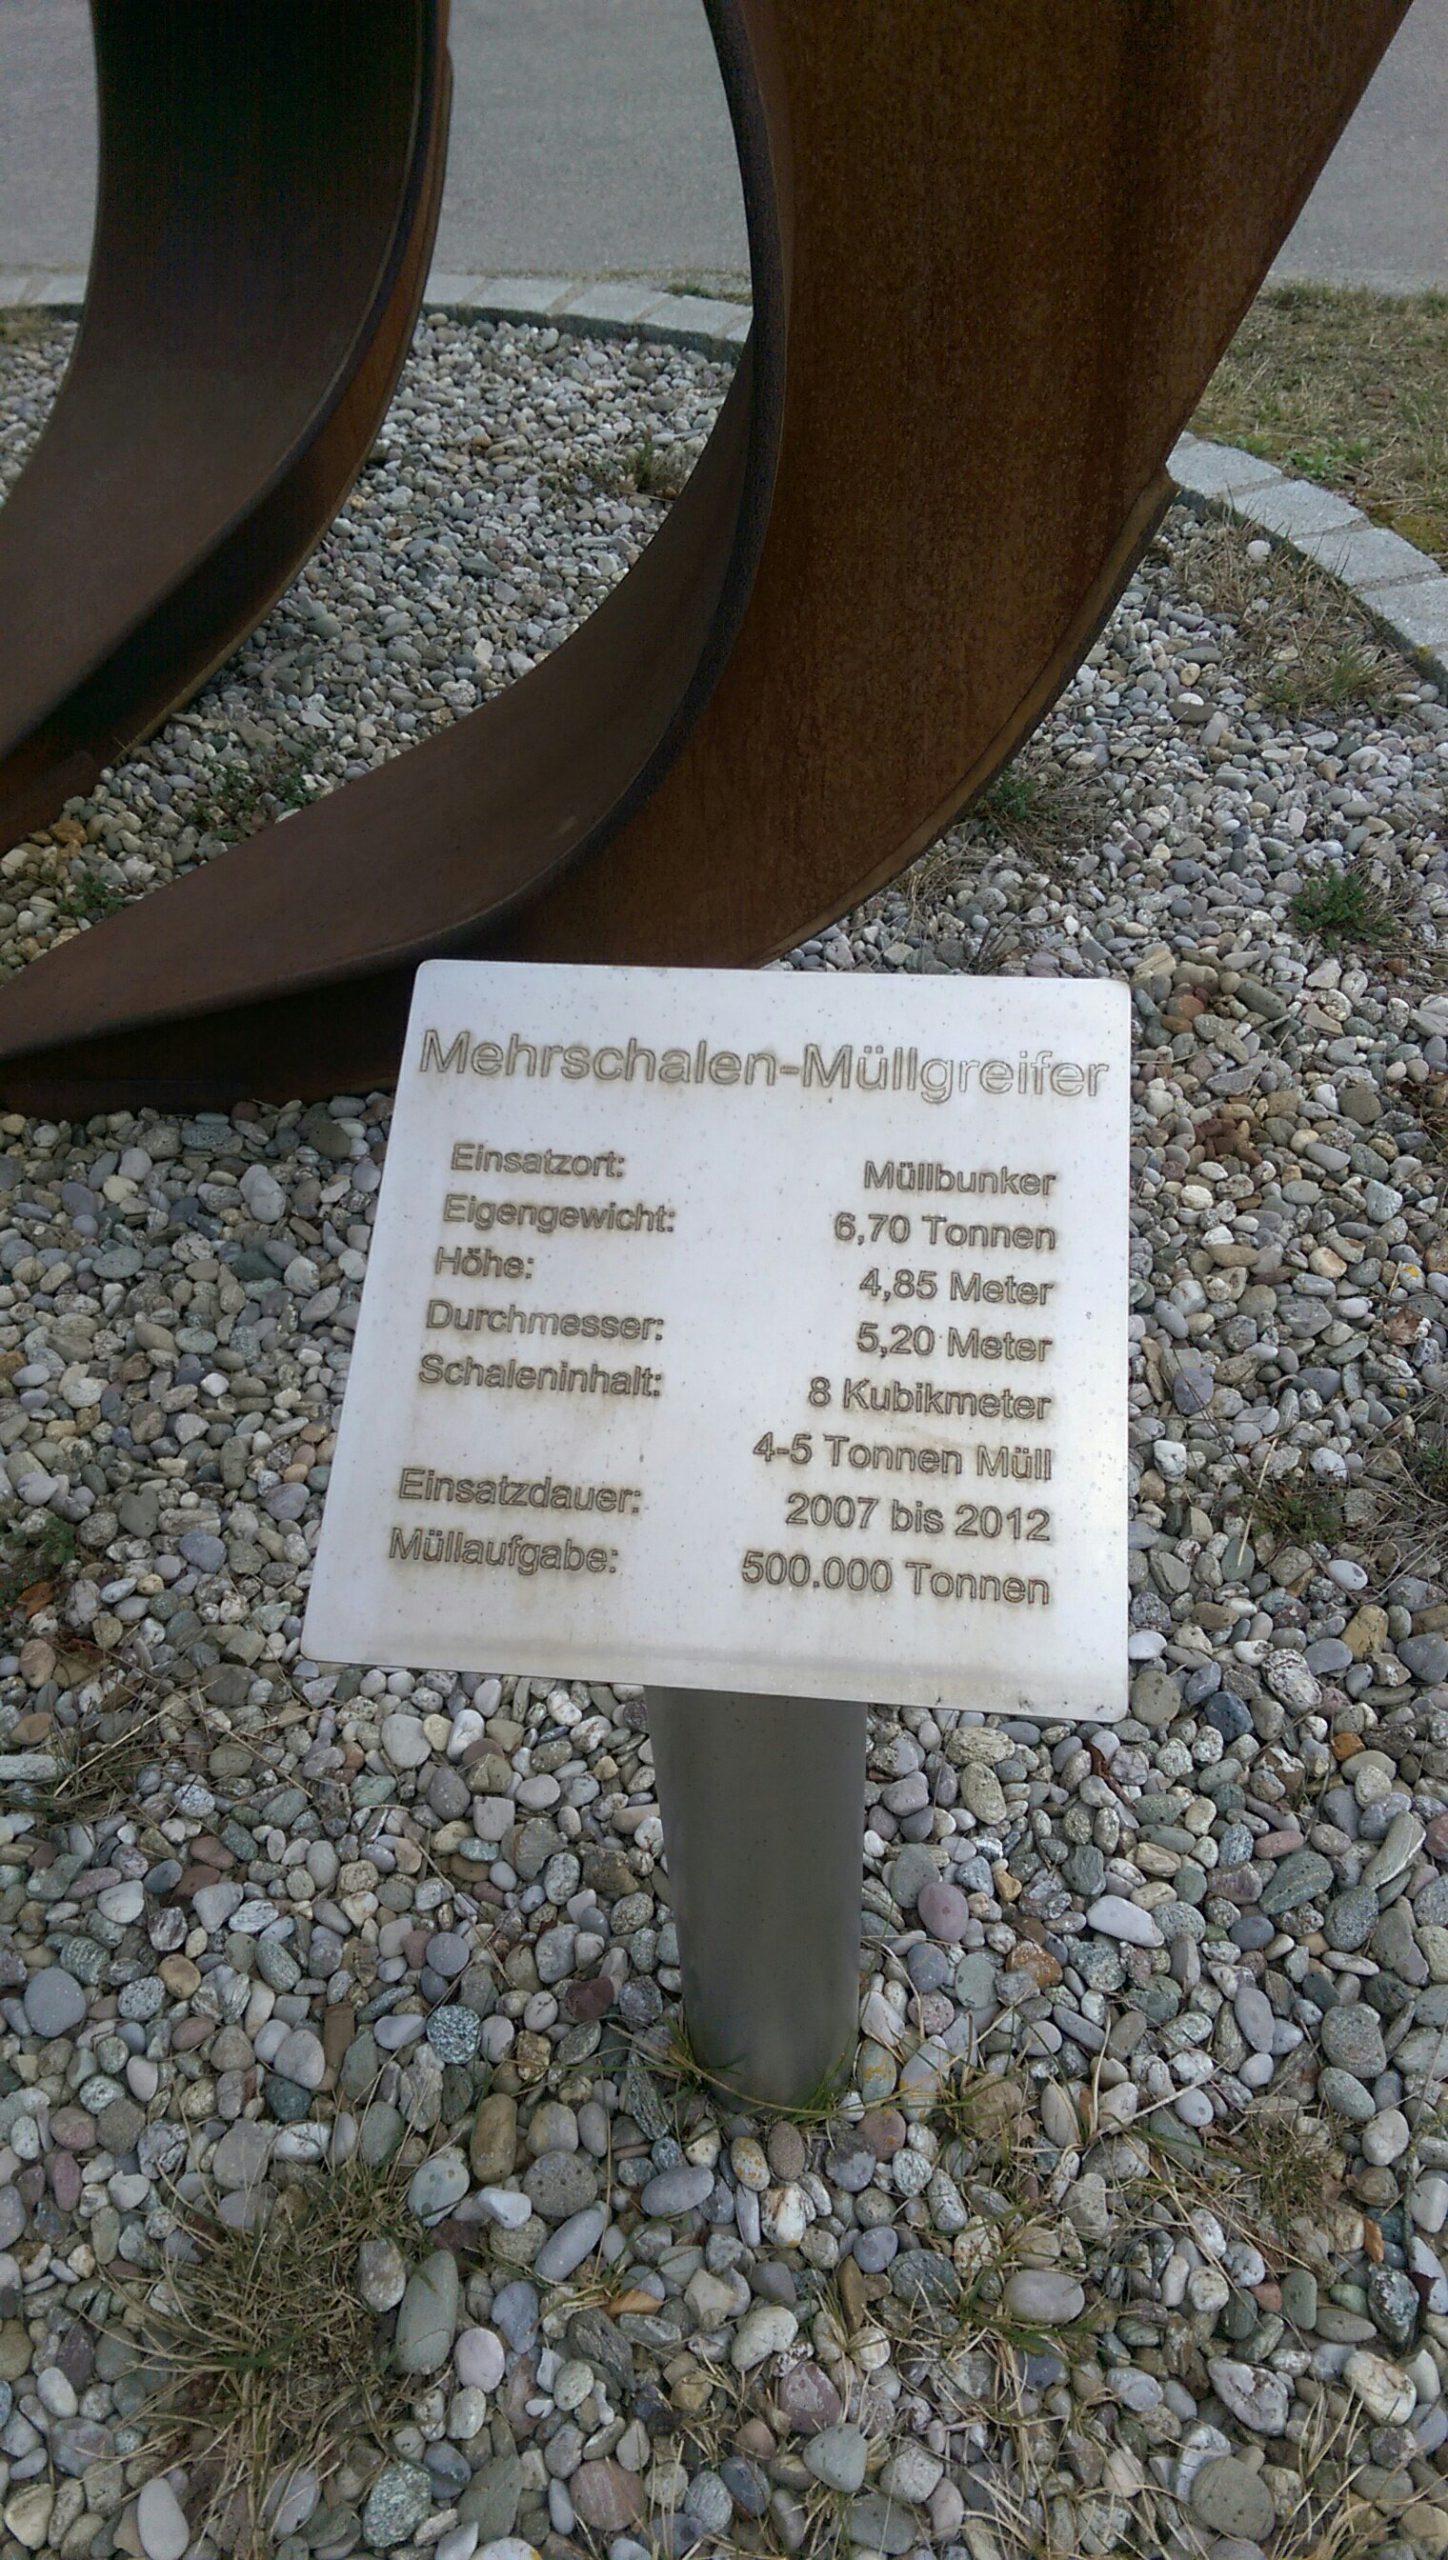 Mehrschalen-Müllgreifer
Einsatzort: Müllbunker
Eigengewicht: 6,70 Tonnen
Höhe: 4,85 Meter
Durchmesser: 5,20 Meter
Schaleninhalt: 8 Kubikmeter
4-5 Tonnen Müll
Einsatzdauer: 2007 bis 2012
Müllaufgabe: 500.000 Tonnen